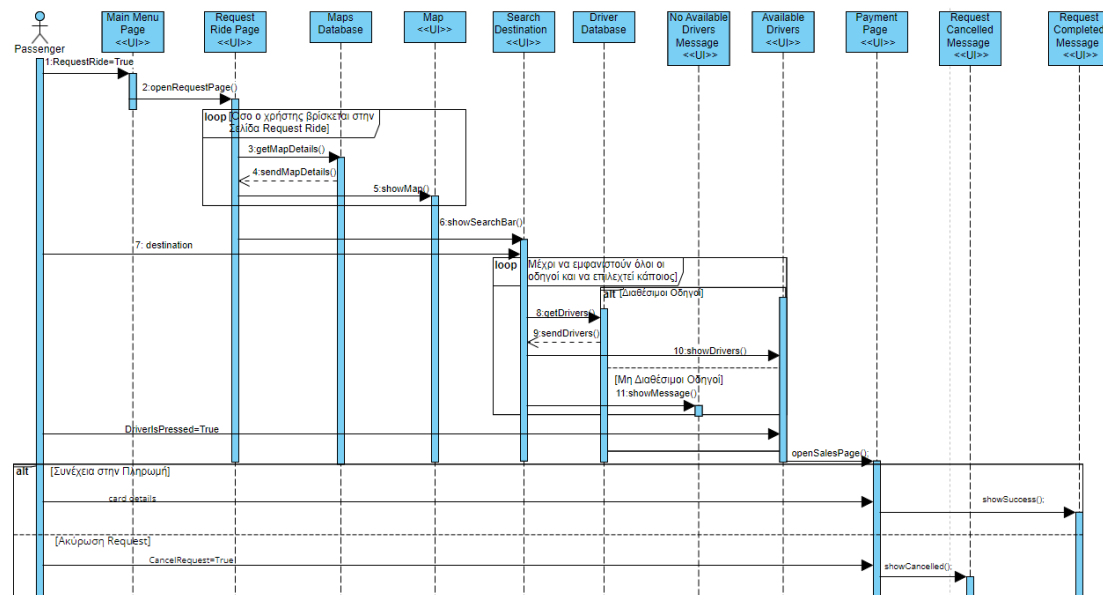 Passenger
Main Menu
Page
<<UI>>
Request
Ride Page
<<UI>>
Maps
Database
Map
<<UI>>
Search
Destination
<<UI>>
Driver
Database
No Available
Drivers
Message
<<UI>>
Available
Drivers
<<UI>>
Payment
Page
<<UI>>
Request
Cancelled
Message
<<UI>>
Request
Completed
Message
<<UI>>
1:RequestRide=True
2:openRequestPage()
loop
[Όσο ο χρήστης βρίσκεται στην
Σελίδα Request Ride]
3:getMapDetails()
4:sendMapDetails()
5:showMap()
6:showSearchBar()
7: destination
loop
Μέχρι να εμφανιστούν όλοι οι
οδηγοί και να επιλεχτεί κάποιος]
alt
[Διαθέσιμοι Οδηγοί]
8:getDrivers()
9:sendDrivers()
10:showDrivers()
[Μη Διαθέσιμοι Οδηγοί]
11:showMessage()
DriverIsPressed=True
openSalesPage();
alt
[Συνέχεια στην Πληρωμή]
card details
showSuccess();
[Ακύρωση Request]
CancelRequest=True!
showCancelled();